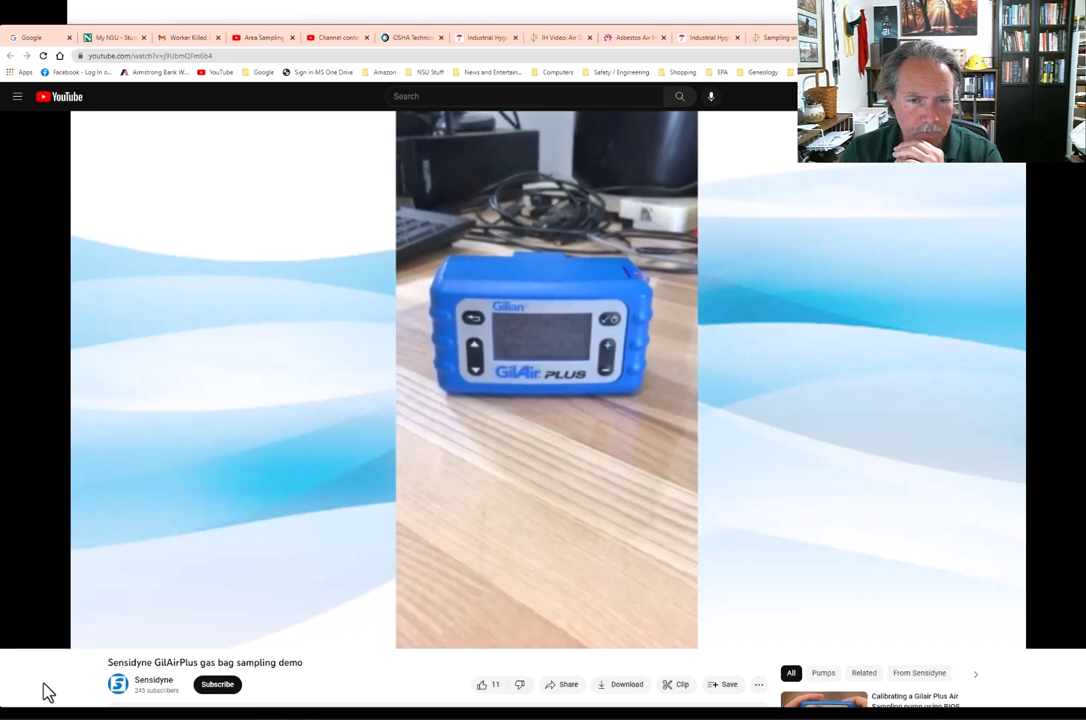 Google
My NSU - Stu
Worker Killed
Area Sampling
Channel conte
OSHA Technic
Industrial Hyg
IH Video: Air S
Asbestos Air
Industrial Hyg
Sampling w
youtube.com/watch?v=j9UbmQFm6b4
Apps
Facebook - Log In o...
Armstrong Bank W...
YouTube
Google
Sign in MS One Drive
Amazon
NSU Stuff
News and Entertain...
Computers
Safety / Engineering
Shopping
EPA
Geneology
YouTube
Search
Gilian
GilAir PLUS
Sensidyne GilAirPlus gas bag sampling demo
Sensidyne
245 subscribers
Subscribe
11
Share
Download
Clip
Save
All
Pumps
Related
From Sensidyne
Calibrating a Gilair Plus Air
Sampling pump using BIOS